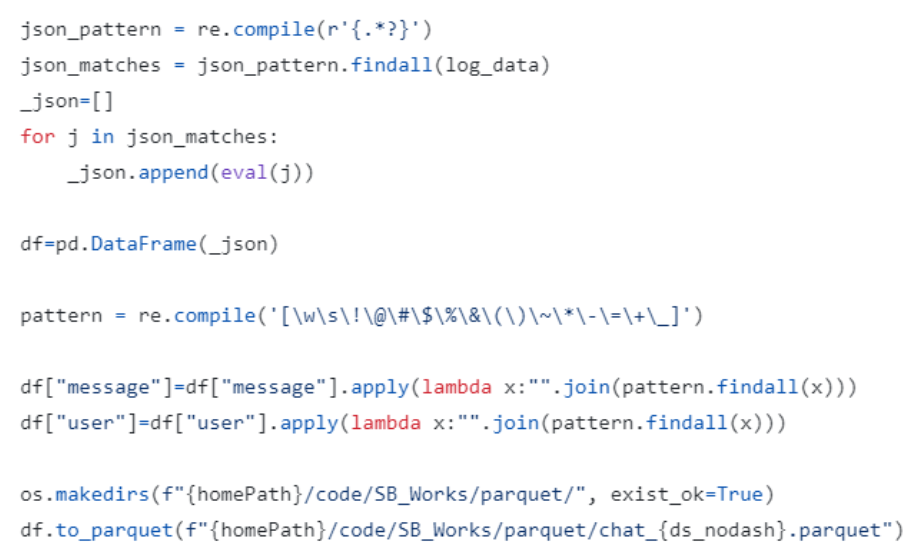 json_pattern = re.compile(r'{.*?}')
json_matches = json_pattern.findall(log_data)
_json=[]
for j in json_matches:
    _json.append(eval(j))
df=pd.DataFrame(_json)
pattern = re.compile('[\w\s\!\@\#\$\%\&\(\)\~\*\-\=\+\_]')
df["message"]=df["message"].apply(lambda x:"".join(pattern.findall(x)))
df["user"]=df["user"].apply(lambda x:"".join(pattern.findall(x)))
os.makedirs(f"{homePath}/code/SB_Works/parquet/", exist_ok=True)
df.to_parquet(f"{homePath}/code/SB_Works/parquet/chat_{ds_nodash}.parquet")